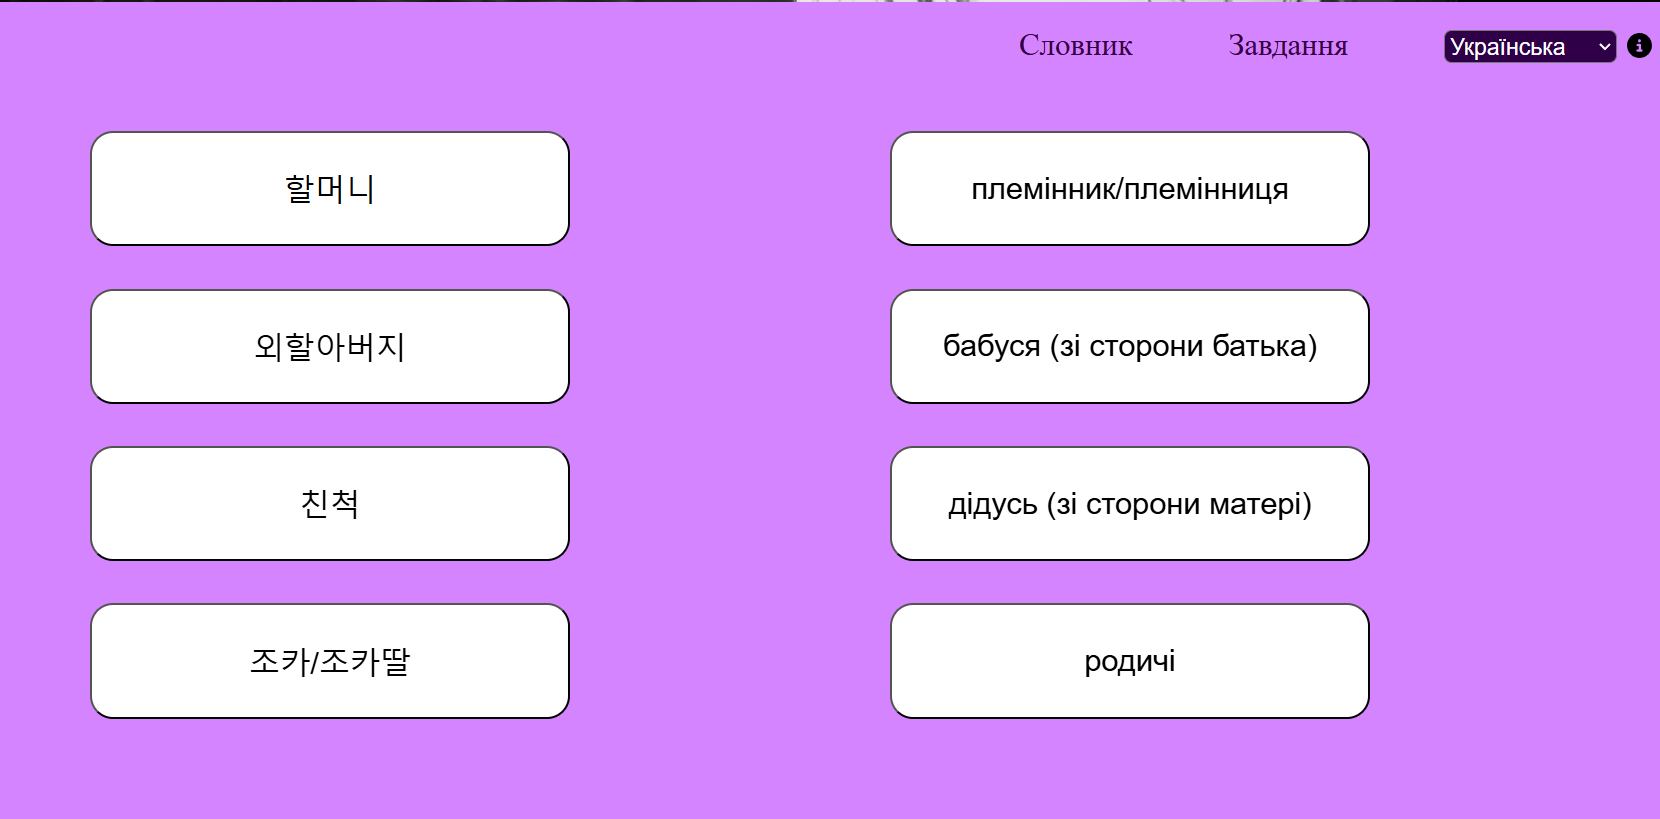 Словник Завдання Українська
할머니
племінник/племінниця
외할아버지
бабуся (зі сторони батька)
친척
дідусь (зі сторони матері)
조카/조카딸
родичі